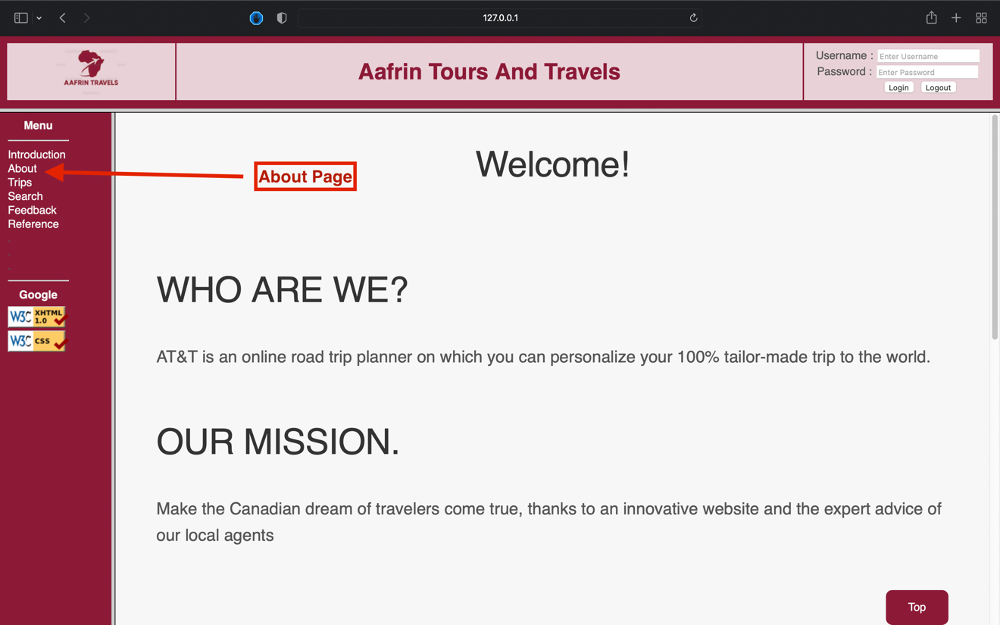 127.0.0.1
AAFRIN TRAVELS
Aafrin Tours And Travels
Username : Enter Username
Password : Enter Password
Login Logout
Menu
Introduction
About
Trips
Search
Feedback
Reference
.
.
.
Google
W3C XHTML 1.0
W3C css
About Page
Welcome!
WHO ARE WE?
AT&T is an online road trip planner on which you can personalize your 100% tailor-made trip to the world.
OUR MISSION.
Make the Canadian dream of travelers come true, thanks to an innovative website and the expert advice of
our local agents
Top